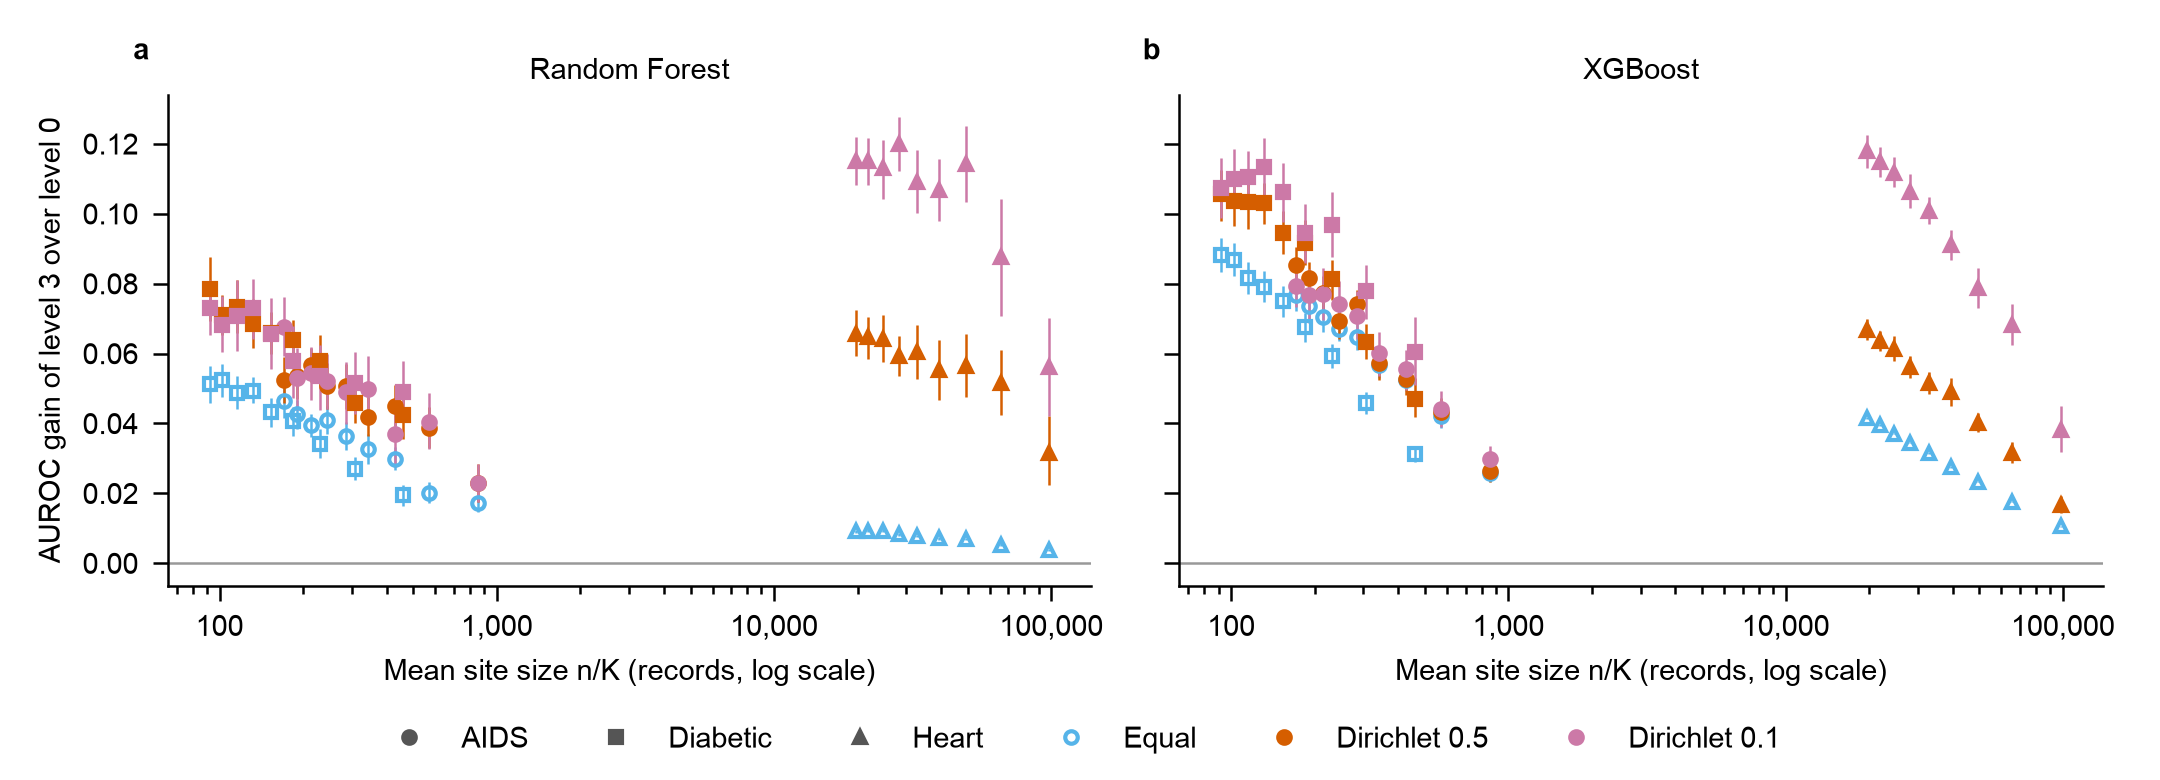 a
Random Forest
b
XGBoost
AUROC gain of level 3 over level 0
0.12
0.10
0.08
0.06
0.04
0.02
0.00
100
1,000
10,000
100,000
100
1,000
10,000
100,000
Mean site size n/K (records, log scale)
Mean site size n/K (records, log scale)
AIDS
Diabetic
Heart
Equal
Dirichlet 0.5
Dirichlet 0.1